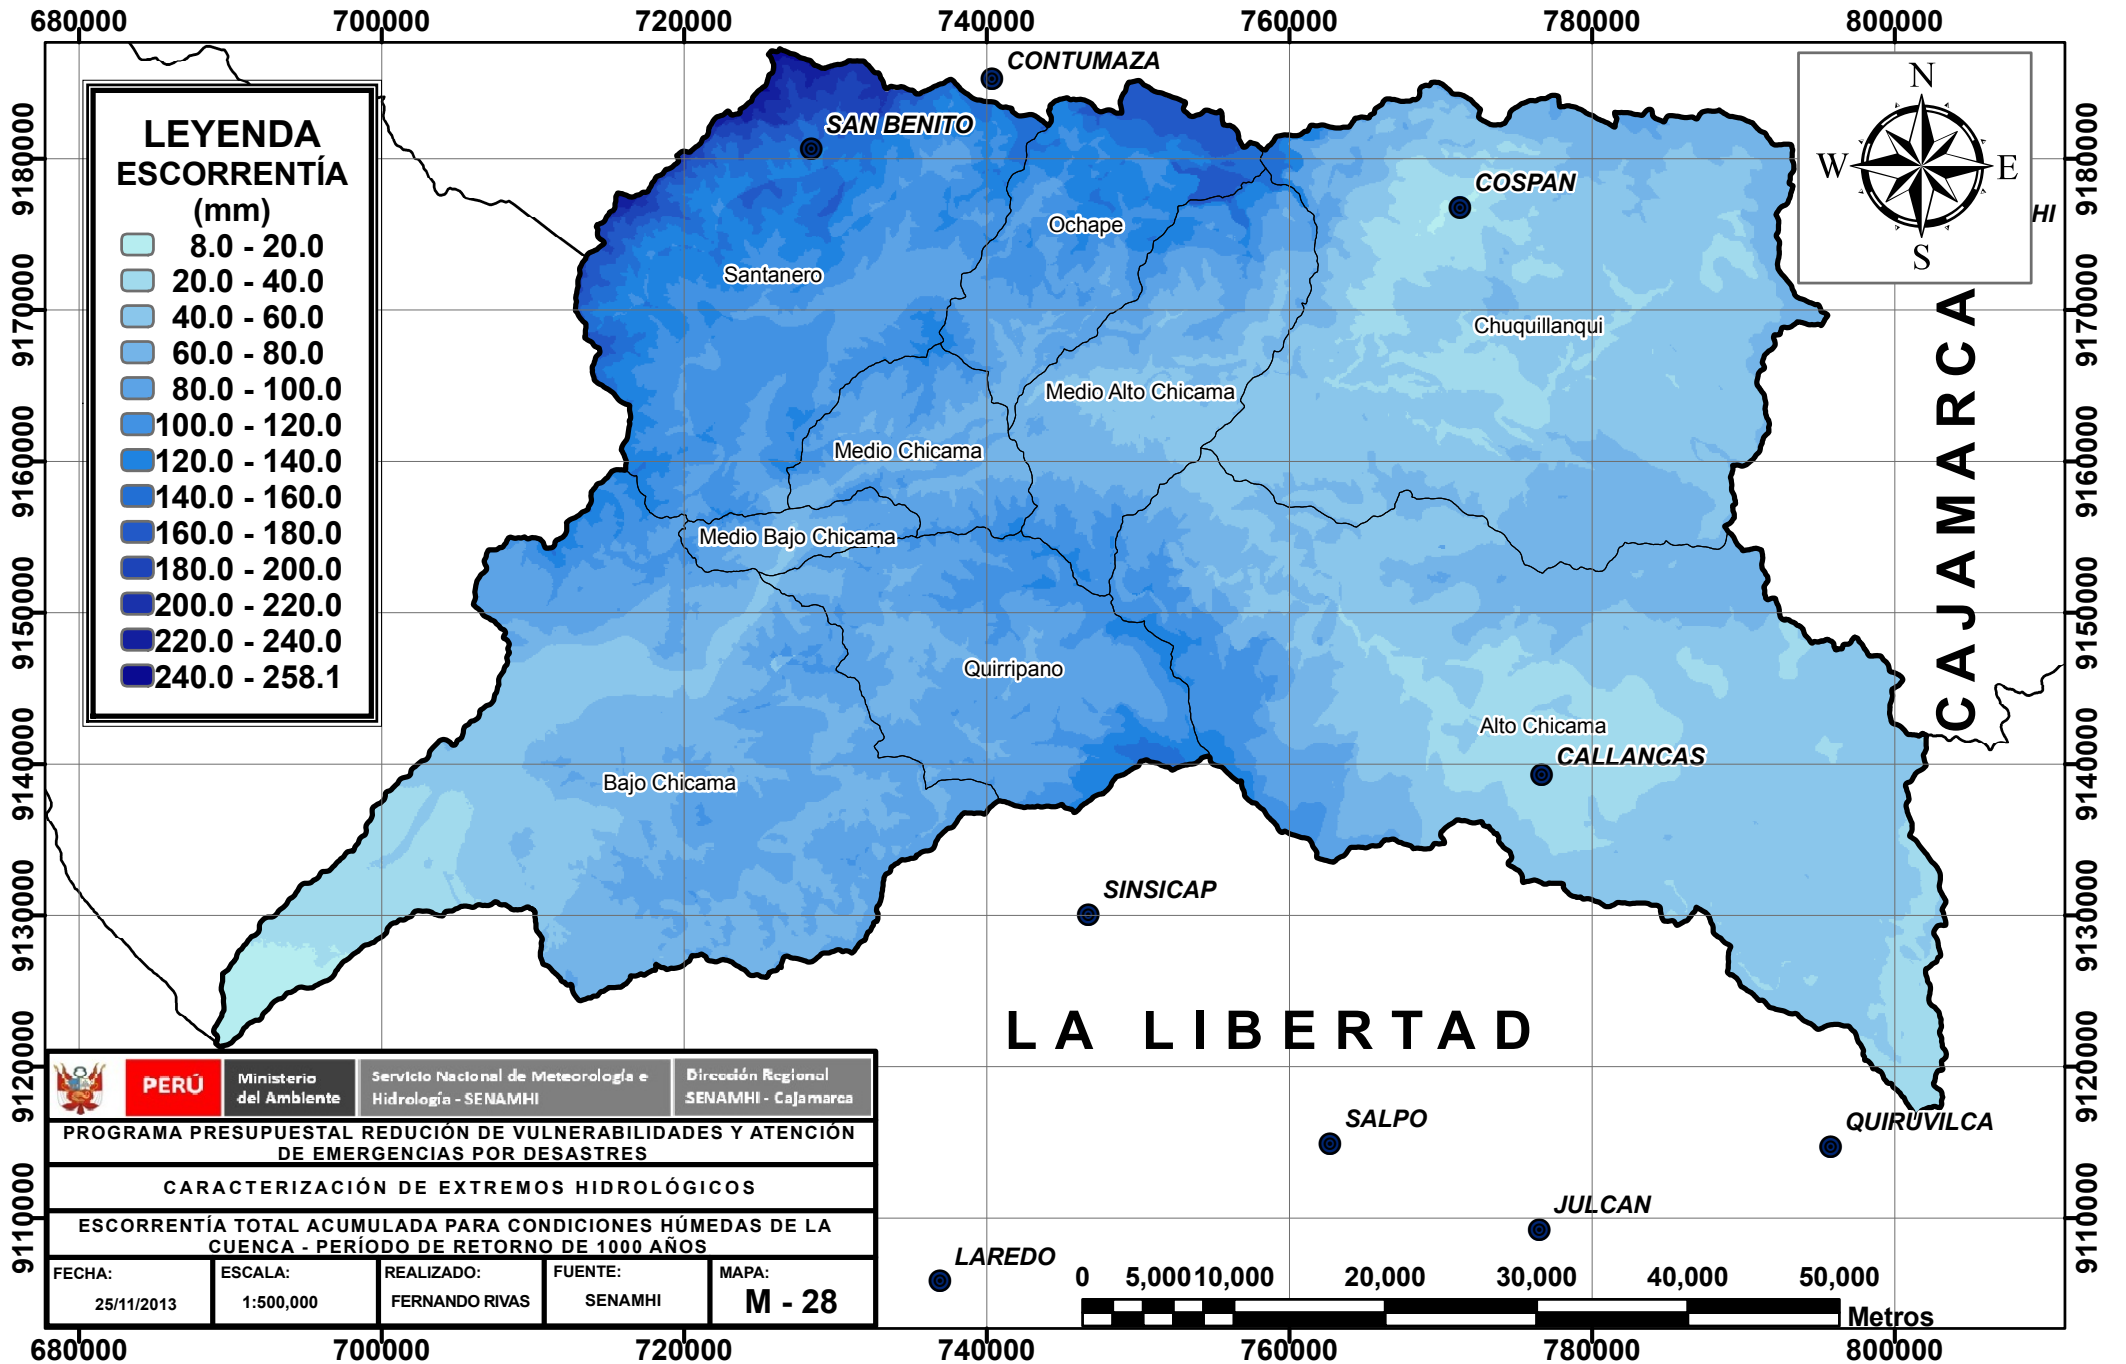 680000 700000 720000 740000 760000 780000 800000
9180000
9170000
9160000
9150000
9140000
9130000
9120000
9110000
LEYENDA
ESCORRENTÍA
(mm)
8.0 - 20.0
20.0 - 40.0
40.0 - 60.0
60.0 - 80.0
80.0 - 100.0
100.0 - 120.0
120.0 - 140.0
140.0 - 160.0
160.0 - 180.0
180.0 - 200.0
200.0 - 220.0
220.0 - 240.0
240.0 - 258.1
CONTUMAZA
SAN BENITO
COSPAN
Ochape
Santanero
Chuquillanqui
Medio Alto Chicama
Medio Chicama
Medio Bajo Chicama
Quirripano
Alto Chicama
CALLANCAS
Bajo Chicama
SINSICAP
LA LIBERTAD
SALPO
QUIRUVILCA
JULCAN
LAREDO
N
W E
S
HI
CAJAMARCA
9180000
9170000
9160000
9150000
9140000
9130000
9120000
9110000
PERÚ
Ministerio
del Ambiente
Servicio Nacional de Meteorología e
Hidrología - SENAMHI
Dirección Regional
SENAMHI - Cajamarca
PROGRAMA PRESUPUESTAL REDUCIÓN DE VULNERABILIDADES Y ATENCIÓN
DE EMERGENCIAS POR DESASTRES
CARACTERIZACIÓN DE EXTREMOS HIDROLÓGICOS
ESCORRENTÍA TOTAL ACUMULADA PARA CONDICIONES HÚMEDAS DE LA
CUENCA - PERÍODO DE RETORNO DE 1000 AÑOS
FECHA:
25/11/2013
ESCALA:
1:500,000
REALIZADO:
FERNANDO RIVAS
FUENTE:
SENAMHI
MAPA:
M - 28
0 5,000 10,000 20,000 30,000 40,000 50,000
Metros
680000 700000 720000 740000 760000 780000 800000